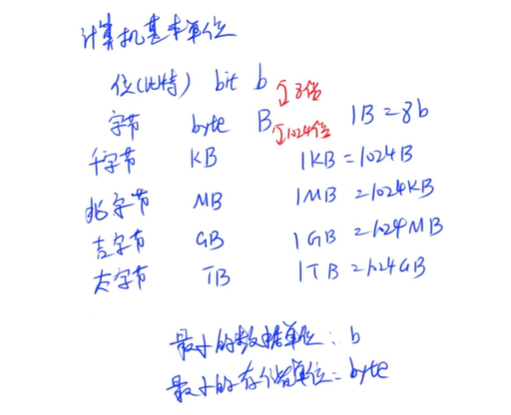 计算机基本单位
位(比特) bit b
↕8倍
字节 byte B 1B=8b
↕1024倍
千字节 KB 1KB=1024B
兆字节 MB 1MB=1024KB
吉字节 GB 1GB=1024MB
太字节 TB 1TB=1024GB
最小的数据单位: b
最小的存储单位: byte